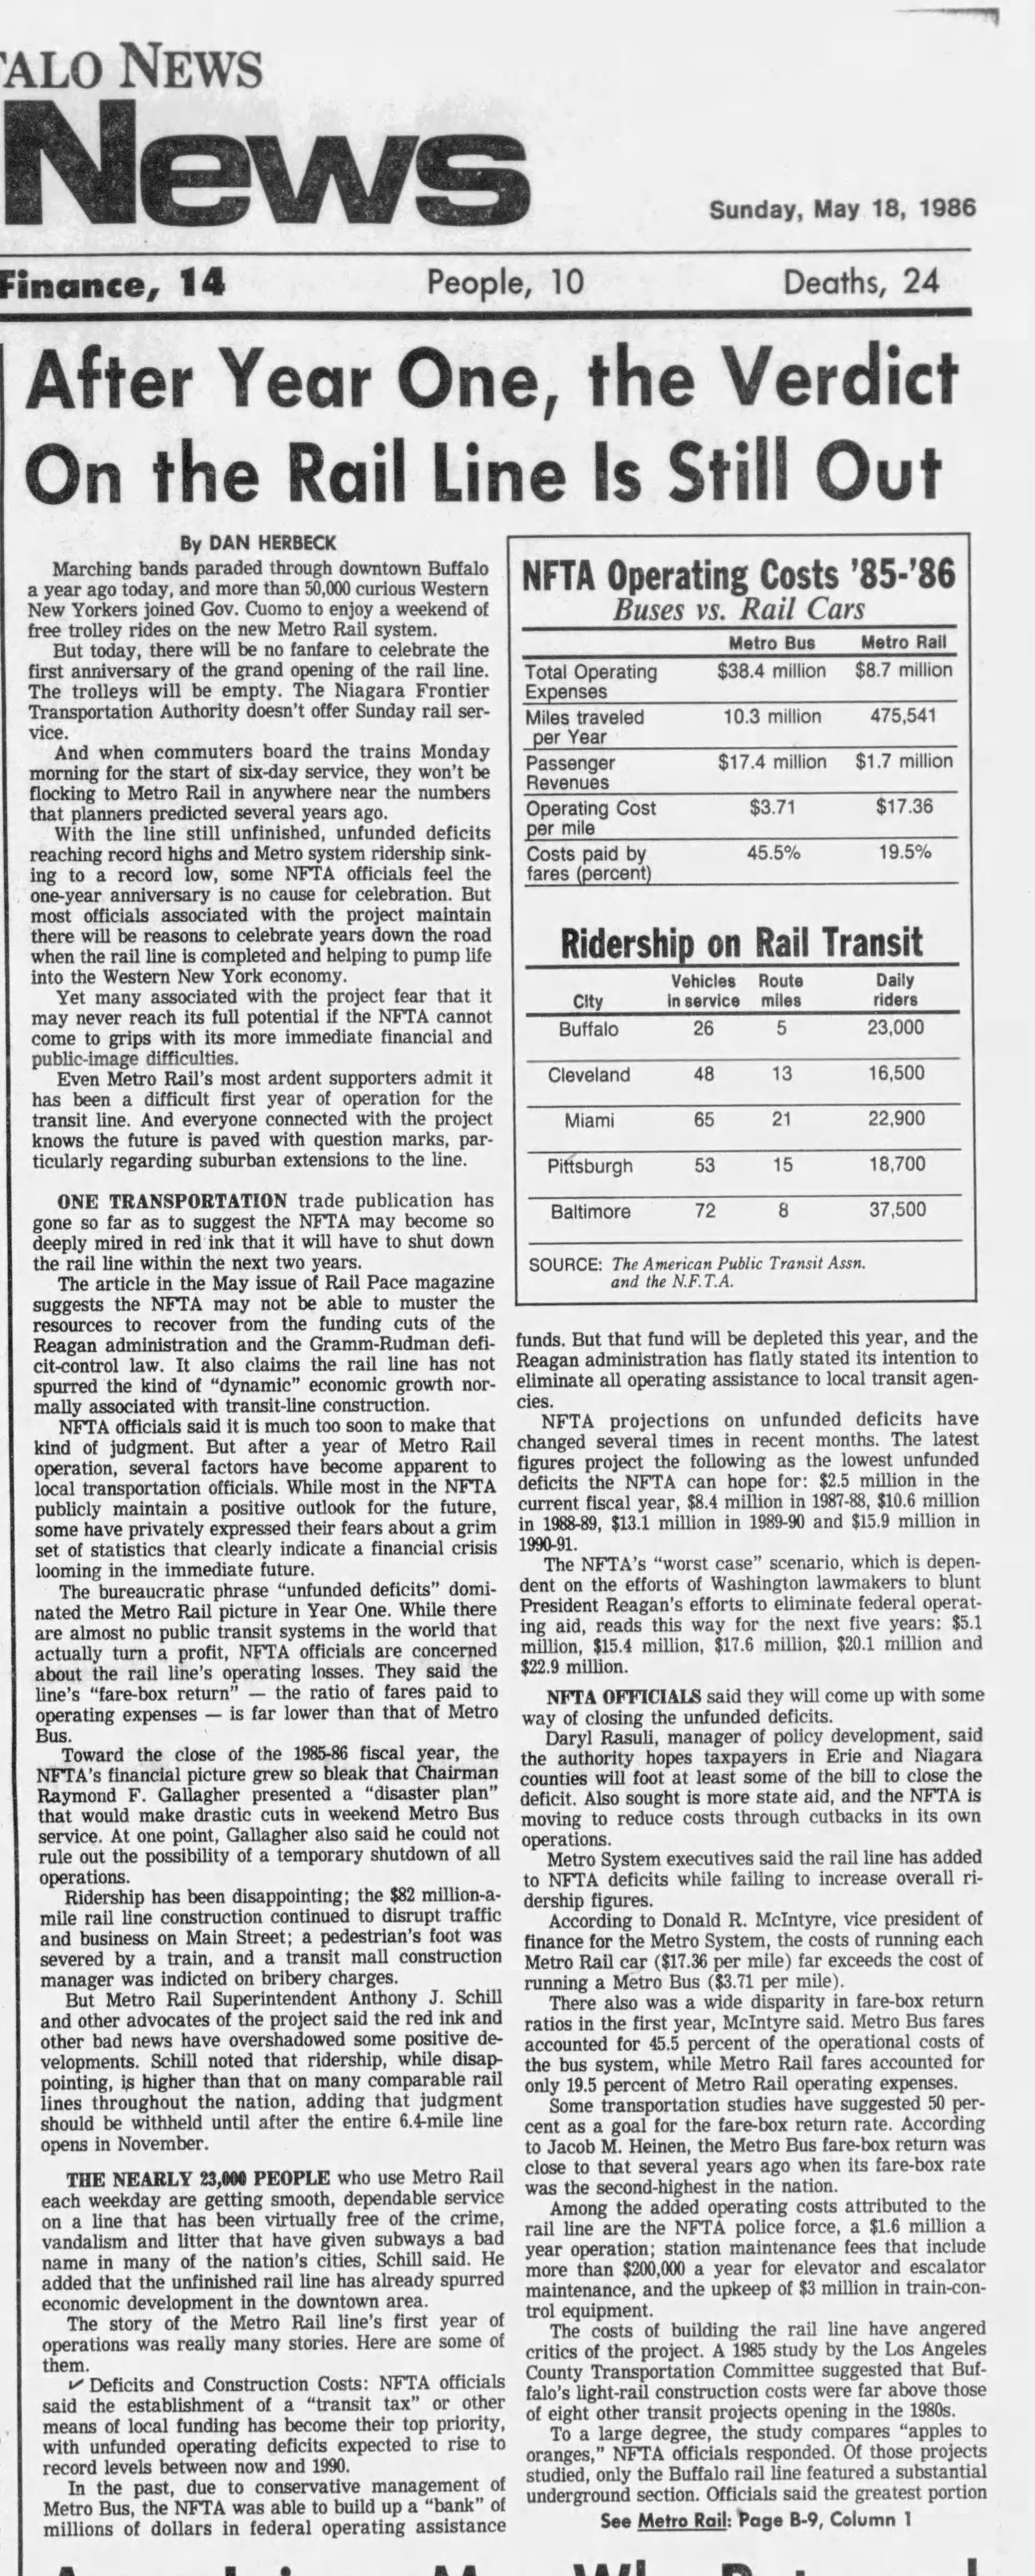 ALO NEWS
News
Sunday, May 18, 1986
Finance, 14 People, 10 Deaths, 24
After Year One, the Verdict
On the Rail Line Is Still Out
By DAN HERBECK
Marching bands paraded through downtown Buffalo
a year ago today, and more than 50,000 curious Western
New Yorkers joined Gov. Cuomo to enjoy a weekend of
free trolley rides on the new Metro Rail system.
But today, there will be no fanfare to celebrate the
first anniversary of the grand opening of the rail line.
The trolleys will be empty. The Niagara Frontier
Transportation Authority doesn't offer Sunday rail ser-
vice.
And when commuters board the trains Monday
morning for the start of six-day service, they won't be
flocking to Metro Rail in anywhere near the numbers
that planners predicted several years ago.
With the line still unfinished, unfunded deficits
reaching record highs and Metro system ridership sink-
ing to a record low, some NFTA officials feel the
one-year anniversary is no cause for celebration. But
most officials associated with the project maintain
there will be reasons to celebrate years down the road
when the rail line is completed and helping to pump life
into the Western New York economy.
Yet many associated with the project fear that it
may never reach its full potential if the NFTA cannot
come to grips with its more immediate financial and
public-image difficulties.
Even Metro Rail's most ardent supporters admit it
has been a difficult first year of operation for the
transit line. And everyone connected with the project
knows the future is paved with question marks, par-
ticularly regarding suburban extensions to the line.
ONE TRANSPORTATION trade publication has
gone so far as to suggest the NFTA may become so
deeply mired in red ink that it will have to shut down
the rail line within the next two years.
The article in the May issue of Rail Pace magazine
suggests the NFTA may not be able to muster the
resources to recover from the funding cuts of the
Reagan administration and the Gramm-Rudman defi-
cit-control law. It also claims the rail line has not
spurred the kind of "dynamic" economic growth nor-
mally associated with transit-line construction.
NFTA officials said it is much too soon to make that
kind of judgment. But after a year of Metro Rail
operation, several factors have become apparent to
local transportation officials. While most in the NFTA
publicly maintain a positive outlook for the future,
some have privately expressed their fears about a grim
set of statistics that clearly indicate a financial crisis
looming in the immediate future.
The bureaucratic phrase "unfunded deficits" domi-
nated the Metro Rail picture in Year One. While there
are almost no public transit systems in the world that
actually turn a profit, NFTA officials are concerned
about the rail line's operating losses. They said the
line's "fare-box return" — the ratio of fares paid to
operating expenses — is far lower than that of Metro
Bus.
Toward the close of the 1985-86 fiscal year, the
NFTA's financial picture grew so bleak that Chairman
Raymond F. Gallagher presented a "disaster plan"
that would make drastic cuts in weekend Metro Bus
service. At one point, Gallagher also said he could not
rule out the possibility of a temporary shutdown of all
operations.
Ridership has been disappointing; the $82 million-a-
mile rail line construction continued to disrupt traffic
and business on Main Street; a pedestrian's foot was
severed by a train, and a transit mall construction
manager was indicted on bribery charges.
But Metro Rail Superintendent Anthony J. Schill
and other advocates of the project said the red ink and
other bad news have overshadowed some positive de-
velopments. Schill noted that ridership, while disap-
pointing, is higher than that on many comparable rail
lines throughout the nation, adding that judgment
should be withheld until after the entire 6.4-mile line
opens in November.
THE NEARLY 23,000 PEOPLE who use Metro Rail
each weekday are getting smooth, dependable service
on a line that has been virtually free of the crime,
vandalism and litter that have given subways a bad
name in many of the nation's cities, Schill said. He
added that the unfinished rail line has already spurred
economic development in the downtown area.
The story of the Metro Rail line's first year of
operations was really many stories. Here are some of
them.
✓ Deficits and Construction Costs: NFTA officials
said the establishment of a "transit tax" or other
means of local funding has become their top priority,
with unfunded operating deficits expected to rise to
record levels between now and 1990.
In the past, due to conservative management of
Metro Bus, the NFTA was able to build up a "bank" of
millions of dollars in federal operating assistance
NFTA Operating Costs '85-'86
Buses vs. Rail Cars
Metro Bus Metro Rail
Total Operating Expenses $38.4 million $8.7 million
Miles traveled per Year 10.3 million 475,541
Passenger Revenues $17.4 million $1.7 million
Operating Cost per mile $3.71 $17.36
Costs paid by fares (percent) 45.5% 19.5%
Ridership on Rail Transit
City Vehicles in service Route miles Daily riders
Buffalo 26 5 23,000
Cleveland 48 13 16,500
Miami 65 21 22,900
Pittsburgh 53 15 18,700
Baltimore 72 8 37,500
SOURCE: The American Public Transit Assn.
and the N.F.T.A.
funds. But that fund will be depleted this year, and the
Reagan administration has flatly stated its intention to
eliminate all operating assistance to local transit agen-
cies.
NFTA projections on unfunded deficits have
changed several times in recent months. The latest
figures project the following as the lowest unfunded
deficits the NFTA can hope for: $2.5 million in the
current fiscal year, $8.4 million in 1987-88, $10.6 million
in 1988-89, $13.1 million in 1989-90 and $15.9 million in
1990-91.
The NFTA's "worst case" scenario, which is depen-
dent on the efforts of Washington lawmakers to blunt
President Reagan's efforts to eliminate federal operat-
ing aid, reads this way for the next five years: $5.1
million, $15.4 million, $17.6 million, $20.1 million and
$22.9 million.
NFTA OFFICIALS said they will come up with some
way of closing the unfunded deficits.
Daryl Rasuli, manager of policy development, said
the authority hopes taxpayers in Erie and Niagara
counties will foot at least some of the bill to close the
deficit. Also sought is more state aid, and the NFTA is
moving to reduce costs through cutbacks in its own
operations.
Metro System executives said the rail line has added
to NFTA deficits while failing to increase overall ri-
dership figures.
According to Donald R. McIntyre, vice president of
finance for the Metro System, the costs of running each
Metro Rail car ($17.36 per mile) far exceeds the cost of
running a Metro Bus ($3.71 per mile).
There also was a wide disparity in fare-box return
ratios in the first year, McIntyre said. Metro Bus fares
accounted for 45.5 percent of the operational costs of
the bus system, while Metro Rail fares accounted for
only 19.5 percent of Metro Rail operating expenses.
Some transportation studies have suggested 50 per-
cent as a goal for the fare-box return rate. According
to Jacob M. Heinen, the Metro Bus fare-box return was
close to that several years ago when its fare-box rate
was the second-highest in the nation.
Among the added operating costs attributed to the
rail line are the NFTA police force, a $1.6 million a
year operation; station maintenance fees that include
more than $200,000 a year for elevator and escalator
maintenance, and the upkeep of $3 million in train-con-
trol equipment.
The costs of building the rail line have angered
critics of the project. A 1985 study by the Los Angeles
County Transportation Committee suggested that Buf-
falo's light-rail construction costs were far above those
of eight other transit projects opening in the 1980s.
To a large degree, the study compares "apples to
oranges," NFTA officials responded. Of those projects
studied, only the Buffalo rail line featured a substantial
underground section. Officials said the greatest portion
See Metro Rail: Page B-9, Column 1